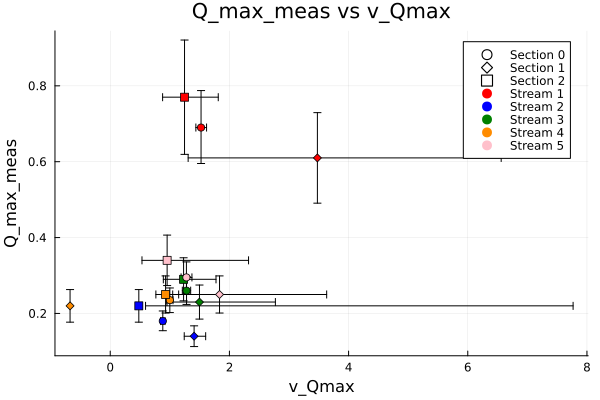 Q_max_meas vs v_Qmax
Section 0
Section 1
Section 2
Stream 1
Stream 2
Stream 3
Stream 4
Stream 5
Q_max_meas
0.8
0.6
0.4
0.2
0 2 4 6 8
v_Qmax